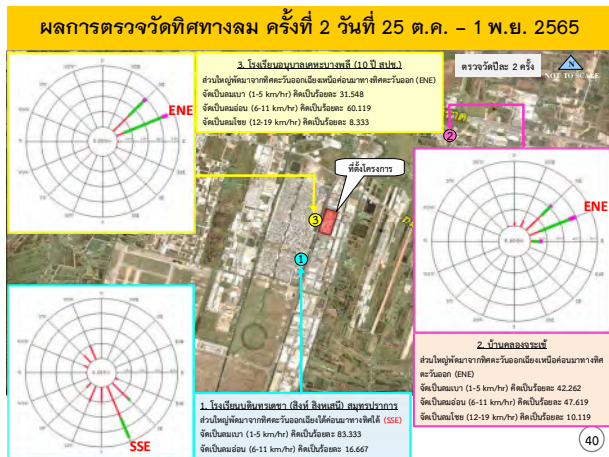 ผลการตรวจวัดทิศทางลม ครั้งที่ 2 วันที่ 25 ต.ค. – 1 พ.ย. 2565
3. โรงเรียนอนุบาลเคหะบางพลี (10 ปี สปช.)
ส่วนใหญ่พัดมาจากทิศตะวันออกเฉียงเหนือค่อนมาทางทิศตะวันออก (ENE)
จัดเป็นลมเบา (1-5 km/hr) คิดเป็นร้อยละ 31.548
จัดเป็นลมอ่อน (6-11 km/hr) คิดเป็นร้อยละ 60.119
จัดเป็นลมโชย (12-19 km/hr) คิดเป็นร้อยละ 8.333
ตรวจวัดปีละ 2 ครั้ง
N
NOT TO SCALE
ENE
2
ที่ตั้งโครงการ
3
1
ENE
SSE
1. โรงเรียนบดินทรเดชา (สิงห์ สิงหเสนี) สมุทรปราการ
ส่วนใหญ่พัดมาจากทิศตะวันออกเฉียงใต้ค่อนมาทางทิศใต้ (SSE)
จัดเป็นลมเบา (1-5 km/hr) คิดเป็นร้อยละ 83.333
จัดเป็นลมอ่อน (6-11 km/hr) คิดเป็นร้อยละ 16.667
2. บ้านคลองจระเข้
ส่วนใหญ่พัดมาจากทิศตะวันออกเฉียงเหนือค่อนมาทางทิศ
ตะวันออก (ENE)
จัดเป็นลมเบา (1-5 km/hr) คิดเป็นร้อยละ 42.262
จัดเป็นลมอ่อน (6-11 km/hr) คิดเป็นร้อยละ 47.619
จัดเป็นลมโชย (12-19 km/hr) คิดเป็นร้อยละ 10.119
40